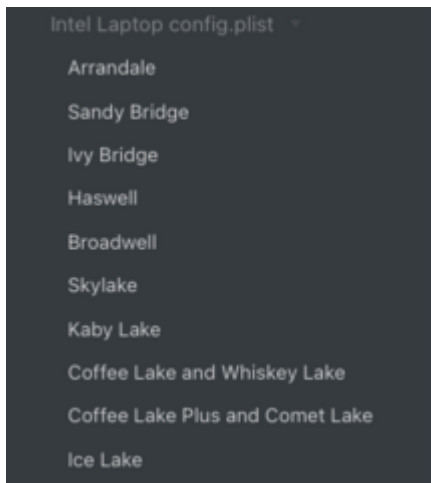 Intel Laptop config.plist
Arrandale
Sandy Bridge
Ivy Bridge
Haswell
Broadwell
Skylake
Kaby Lake
Coffee Lake and Whiskey Lake
Coffee Lake Plus and Comet Lake
Ice Lake